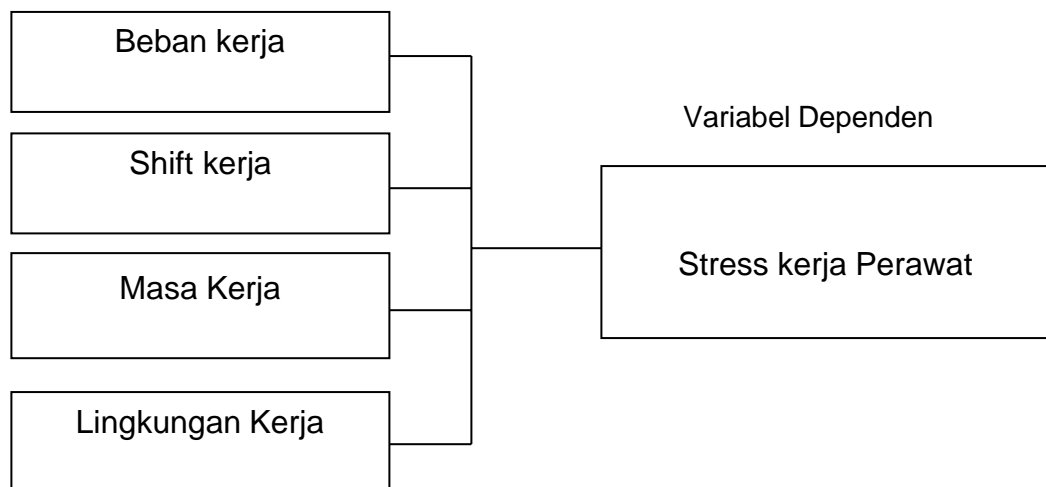 Beban kerja
Shift kerja
Masa Kerja
Lingkungan Kerja
Variabel Dependen
Stress kerja Perawat